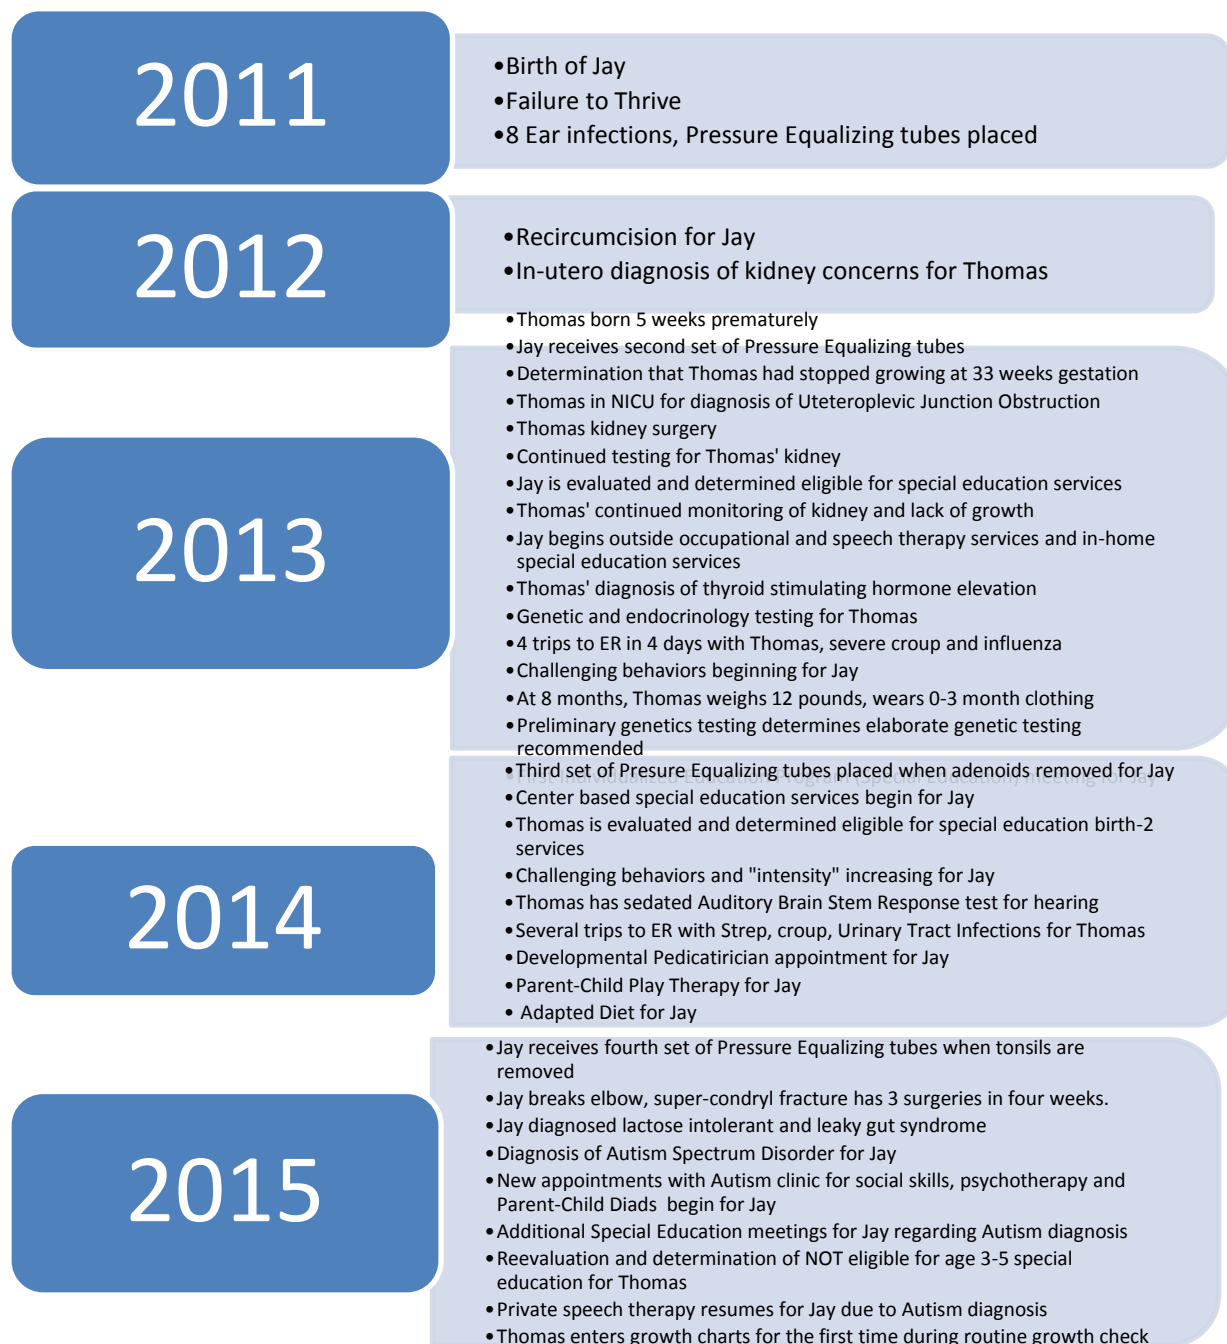 2011
•Birth of Jay
•Failure to Thrive
•8 Ear infections, Pressure Equalizing tubes placed
2012
•Recircumcision for Jay
•In-utero diagnosis of kidney concerns for Thomas
2013
•Thomas born 5 weeks prematurely
•Jay receives second set of Pressure Equalizing tubes
•Determination that Thomas had stopped growing at 33 weeks gestation
•Thomas in NICU for diagnosis of Uteteroplevic Junction Obstruction
•Thomas kidney surgery
•Continued testing for Thomas' kidney
•Jay is evaluated and determined eligible for special education services
•Thomas' continued monitoring of kidney and lack of growth
•Jay begins outside occupational and speech therapy services and in-home
special education services
•Thomas' diagnosis of thyroid stimulating hormone elevation
•Genetic and endocrinology testing for Thomas
•4 trips to ER in 4 days with Thomas, severe croup and influenza
•Challenging behaviors beginning for Jay
•At 8 months, Thomas weighs 12 pounds, wears 0-3 month clothing
•Preliminary genetics testing determines elaborate genetic testing
recommended
•First Individualized Education Program (Special Education) meeting for Jay
2014
•Third set of Presure Equalizing tubes placed when adenoids removed for Jay
•Center based special education services begin for Jay
•Thomas is evaluated and determined eligible for special education birth-2
services
•Challenging behaviors and "intensity" increasing for Jay
•Thomas has sedated Auditory Brain Stem Response test for hearing
•Several trips to ER with Strep, croup, Urinary Tract Infections for Thomas
•Developmental Pedicatirician appointment for Jay
•Parent-Child Play Therapy for Jay
• Adapted Diet for Jay
2015
•Jay receives fourth set of Pressure Equalizing tubes when tonsils are
removed
•Jay breaks elbow, super-condryl fracture has 3 surgeries in four weeks.
•Jay diagnosed lactose intolerant and leaky gut syndrome
•Diagnosis of Autism Spectrum Disorder for Jay
•New appointments with Autism clinic for social skills, psychotherapy and
Parent-Child Diads begin for Jay
•Additional Special Education meetings for Jay regarding Autism diagnosis
•Reevaluation and determination of NOT eligible for age 3-5 special
education for Thomas
•Private speech therapy resumes for Jay due to Autism diagnosis
•Thomas enters growth charts for the first time during routine growth check